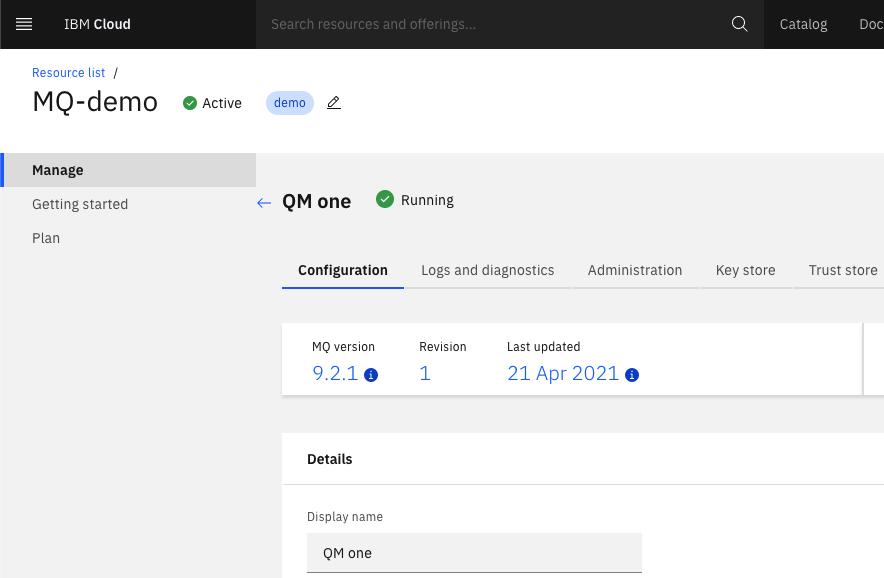 IBM Cloud Search resources and offerings... Catalog
Resource list /
MQ-demo Active demo
Manage
Getting started
Plan
QM one Running
Configuration Logs and diagnostics Administration Key store Trust store
MQ version Revision Last updated
9.2.1 1 21 Apr 2021
Details
Display name
QM one